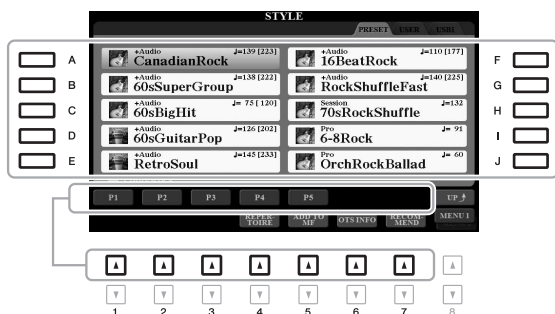 STYLE
PRESET USER USB1
A +Audio ♩=139 [223] +Audio ♩=110 [177] F
CanadianRock 16BeatRock
B +Audio ♩=138 [222] +Audio ♩=140 [225] G
60sSuperGroup RockShuffleFast
C +Audio ♩= 75 [120] Session ♩=132 H
60sBigHit 70sRockShuffle
D +Audio ♩=126 [202] Pro ♩= 91 I
60sGuitarPop 6-8Rock
E +Audio ♩=145 [233] Pro ♩= 60 J
RetroSoul OrchRockBallad
P1 P2 P3 P4 P5 UP
REPER-TOIRE ADD TO MF OTS INFO RECOM-MEND MENU 1
1 2 3 4 5 6 7 8